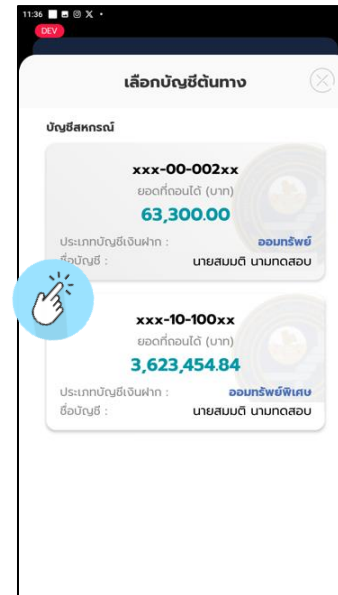 11:36
DEV
เลือกบัญชีต้นทาง
บัญชีสหกรณ์
xxx-00-002xx
ยอดที่ถอนได้ (บาท)
63,300.00
ประเภทบัญชีเงินฝาก : ออมทรัพย์
ชื่อบัญชี : นายสมมติ นามทดสอบ
xxx-10-100xx
ยอดที่ถอนได้ (บาท)
3,623,454.84
ประเภทบัญชีเงินฝาก : ออมทรัพย์พิเศษ
ชื่อบัญชี : นายสมมติ นามทดสอบ